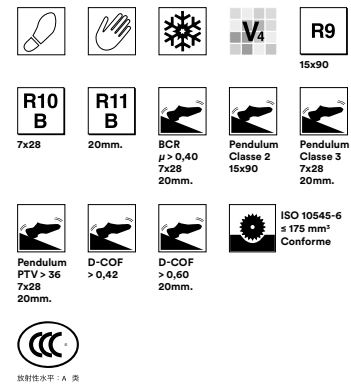 V4
R9
15x90
R10
B
7x28
R11
B
20mm.
BCR
μ > 0,40
7x28
20mm.
Pendulum
Classe 2
15x90
Pendulum
Classe 3
7x28
20mm.
Pendulum
PTV > 36
7x28
20mm.
D-COF
> 0,42
D-COF
> 0,60
20mm.
ISO 10545-6
≤ 175 mm³
Conforme
CCC
放射性水平：A 类